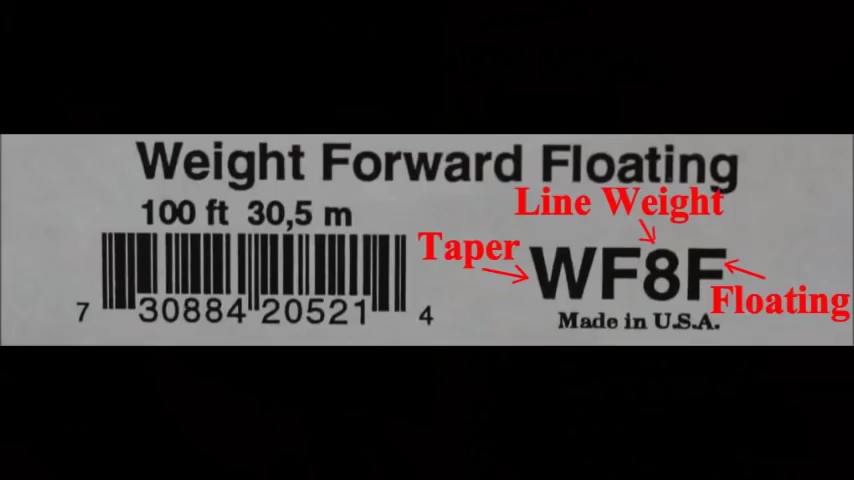 Weight Forward Floating
100 ft 30,5 m
Line Weight
Taper
WF8F
Floating
7 30884 20521 4
Made in U.S.A.